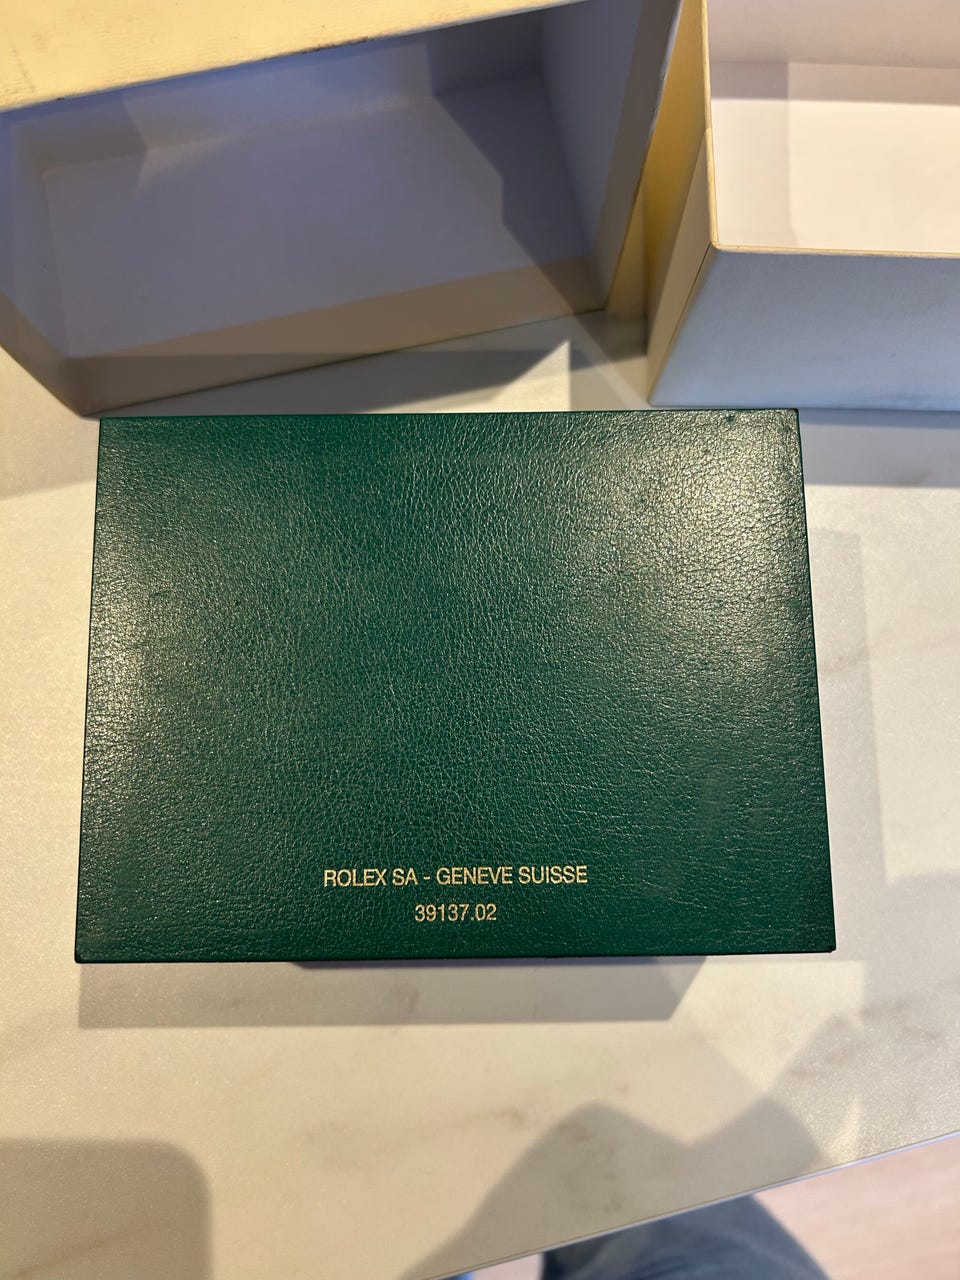 ROLEX SA - GENEVE SUISSE
39137.02